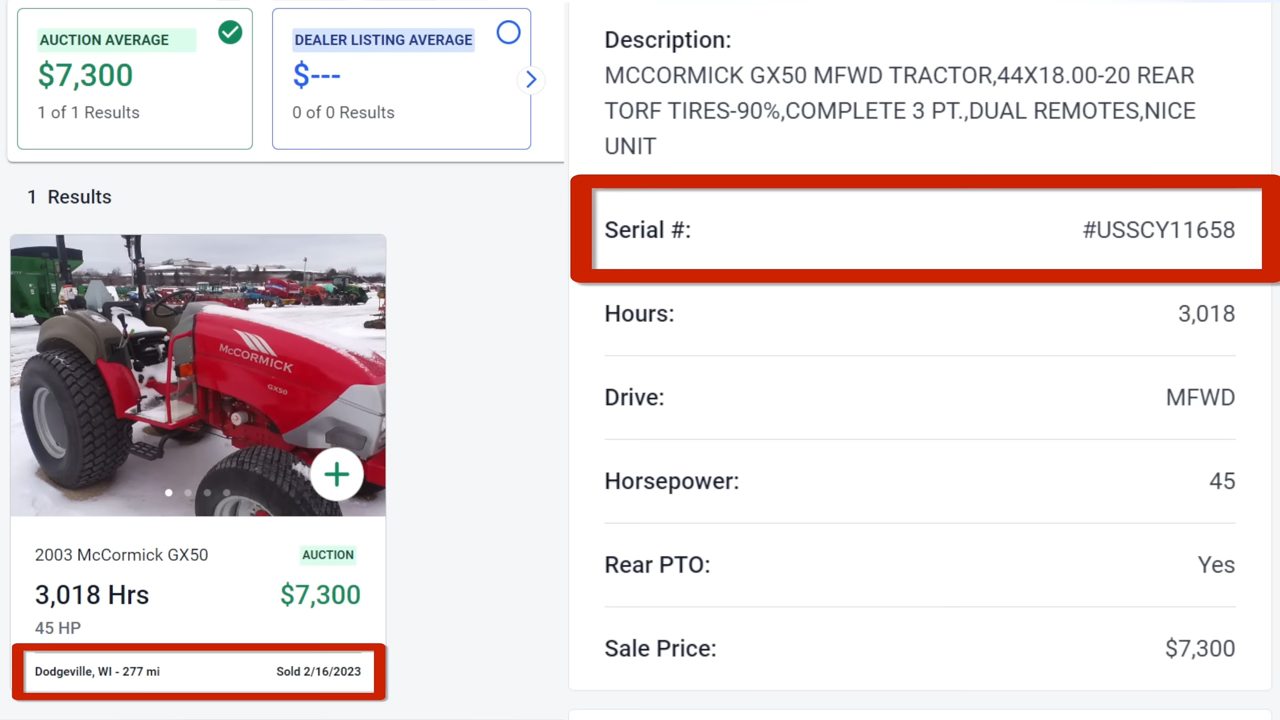 AUCTION AVERAGE
$7,300
1 of 1 Results
DEALER LISTING AVERAGE
$---
0 of 0 Results
1 Results
McCORMICK
GX50
2003 McCormick GX50
AUCTION
3,018 Hrs
$7,300
45 HP
Dodgeville, WI - 277 mi
Sold 2/16/2023
Description:
MCCORMICK GX50 MFWD TRACTOR,44X18.00-20 REAR
TORF TIRES-90%,COMPLETE 3 PT.,DUAL REMOTES,NICE
UNIT
Serial #:
#USSCY11658
Hours:
3,018
Drive:
MFWD
Horsepower:
45
Rear PTO:
Yes
Sale Price:
$7,300